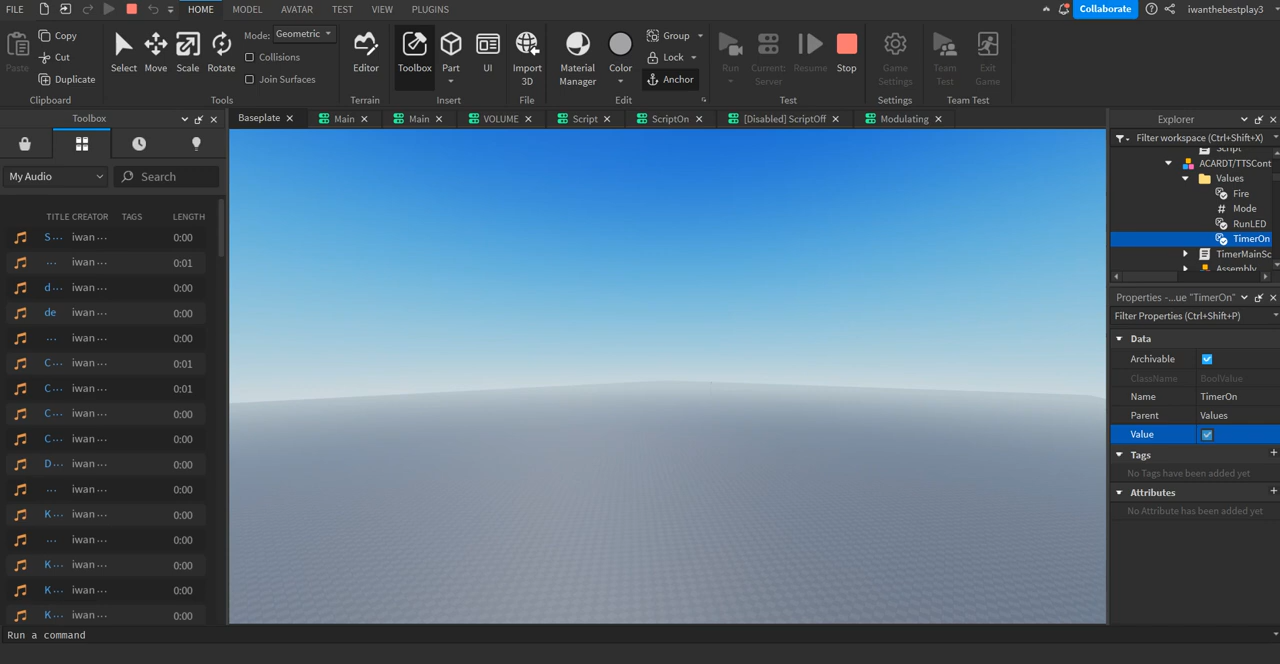 FILE HOME MODEL AVATAR TEST VIEW PLUGINS Collaborate iwanthebestplay3
Paste Copy Cut Duplicate Clipboard
Select Move Scale Rotate Mode: Geometric Collisions Join Surfaces Tools
Editor Terrain
Toolbox Part UI Insert
Import 3D File
Material Manager Color Group Lock Anchor Edit
Run Current: Server Resume Stop Test
Game Settings Settings
Team Test Exit Game Team Test
Toolbox
Baseplate Main Main VOLUME Script ScriptOn [Disabled] ScriptOff Modulating
My Audio Search
TITLE CREATOR TAGS LENGTH
S... iwan ... 0:00
... iwan ... 0:01
d... iwan ... 0:00
de iwan ... 0:00
... iwan ... 0:00
C... iwan ... 0:01
C... iwan ... 0:01
C... iwan ... 0:00
C... iwan ... 0:00
D... iwan ... 0:00
... iwan ... 0:00
K... iwan ... 0:00
... iwan ... 0:00
K... iwan ... 0:00
K... iwan ... 0:00
K... iwan ... 0:00
Run a command
Explorer
Filter workspace (Ctrl+Shift+X)
Script
ACARDT/TTSCont
Values
Fire
# Mode
RunLED
TimerOn
TimerMainSc
Assembly
Properties -...ue "TimerOn"
Filter Properties (Ctrl+Shift+P)
Data
Archivable
ClassName BoolValue
Name TimerOn
Parent Values
Value
Tags +
No Tags have been added yet
Attributes +
No Attribute has been added yet